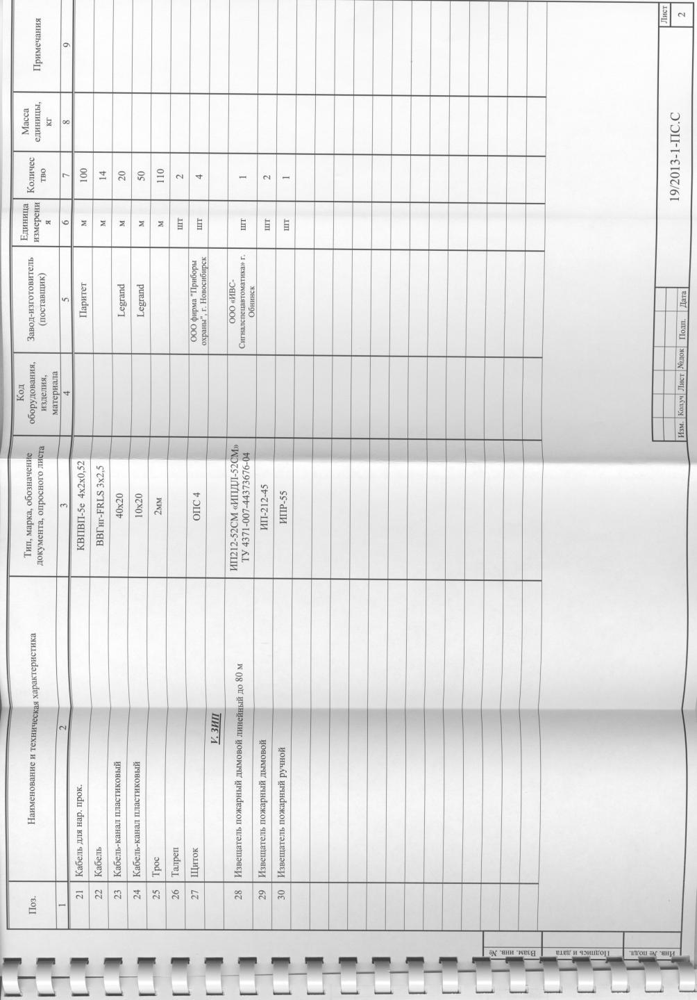 Поз.
Наименование и техническая характеристика
Тип, марка, обозначение
документа, опросного листа
Код
оборудования,
изделия,
материала
Завод-изготовитель
(поставщик)
Единица
измерени
я
Количес
тво
Масса
единицы,
кг
Примечания
1 2 3 4 5 6 7 8 9
21 Кабель для нар. прок. КВПВП-5е 4х2х0,52 Паритет м 100
22 Кабель ВВГнг-FRLS 3х2,5 м 14
23 Кабель-канал пластиковый 40х20 Legrand м 20
24 Кабель-канал пластиковый 10х20 Legrand м 50
25 Трос 2мм м 110
26 Талреп шт 2
27 Щиток ОПС 4 ООО фирма "Приборы
охраны", г. Новосибирск шт 4
V. ЗИП
28 Извещатель пожарный дымовой линейный до 80 м ИП212-52СМ «ИПДЛ-52СМ»
ТУ 4371-007-44373676-04
ООО «ИВС-
Сигналспецавтоматика» г.
Обнинск
шт 1
29 Извещатель пожарный дымовой ИП-212-45 шт 2
30 Извещатель пожарный ручной ИПР-55 шт 1
Взам. инв. №
Подпись и дата
Инв. № подл.
Изм. Кол.уч Лист №док Подп. Дата
19/2013-1-ПС.С
Лист
2